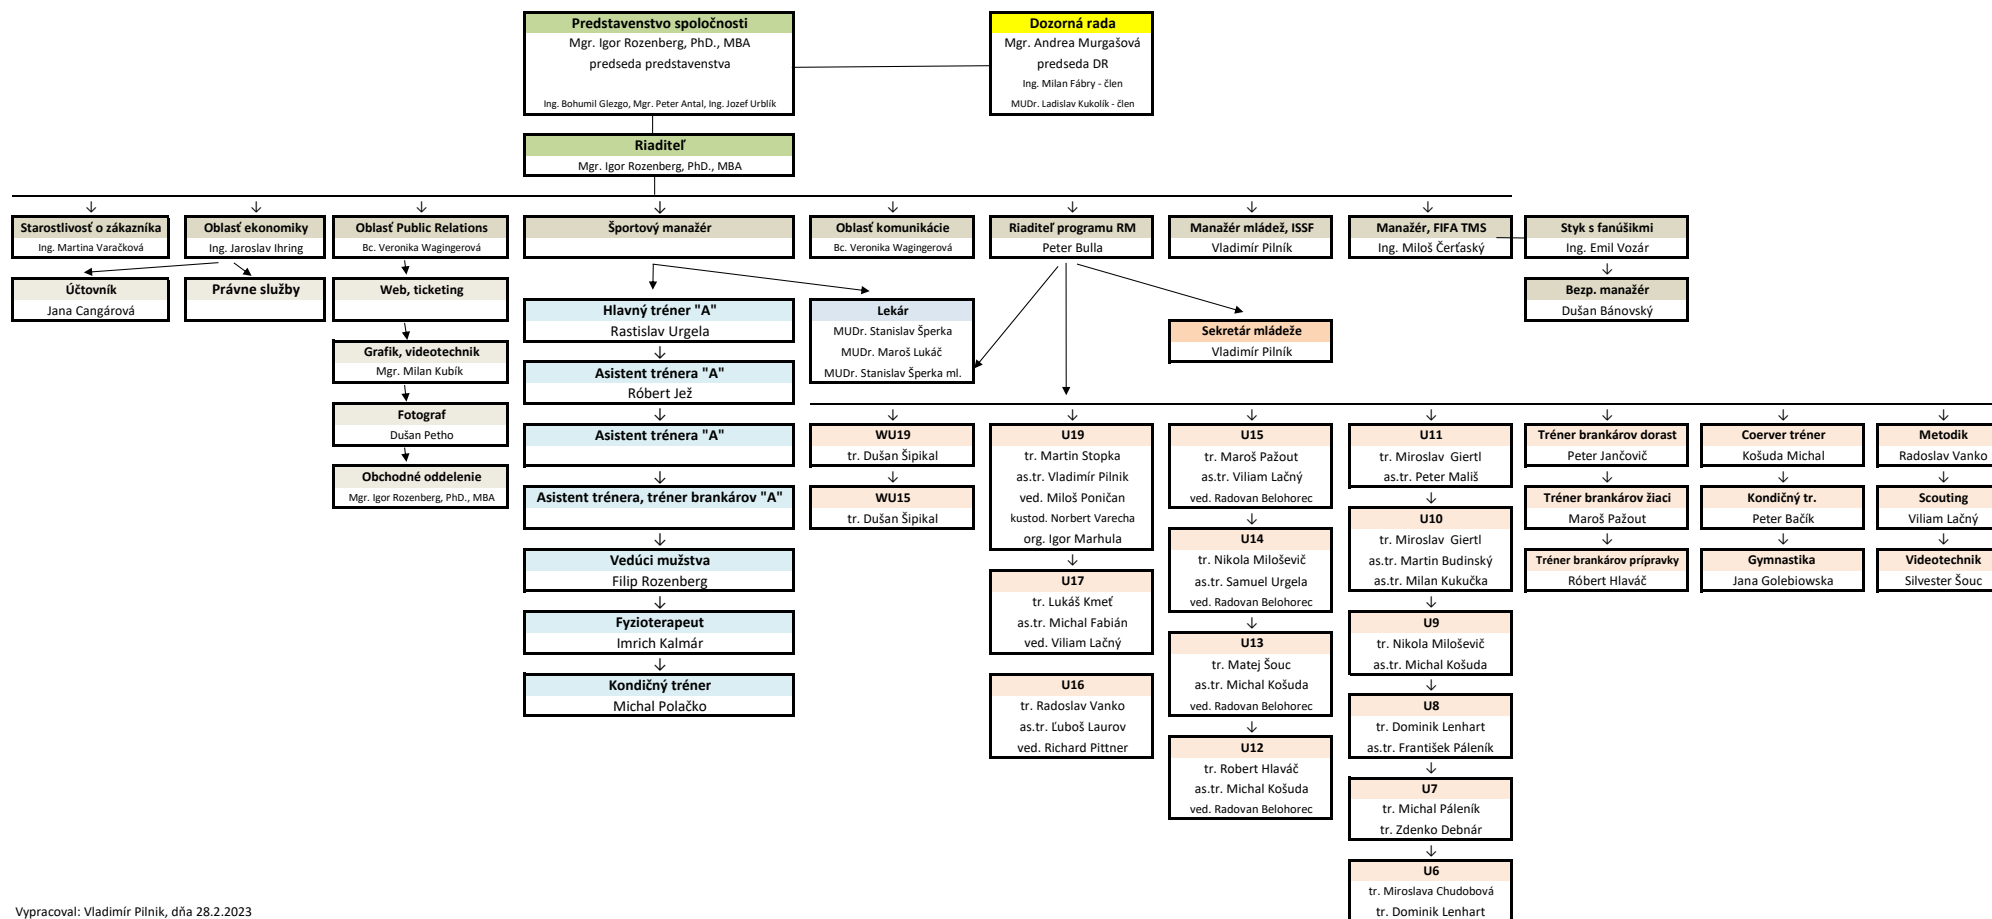 Predstavenstvo spoločnosti
Mgr. Igor Rozenberg, PhD., MBA
predseda predstavenstva
Ing. Bohumil Glezgo, Mgr. Peter Antal, Ing. Jozef Urblík
Dozorná rada
Mgr. Andrea Murgašová
predseda DR
Ing. Milan Fábry - člen
MUDr. Ladislav Kukolík - člen
Riaditeľ
Mgr. Igor Rozenberg, PhD., MBA
Starostlivosť o zákazníka
Ing. Martina Varačková
Oblasť ekonomiky
Ing. Jaroslav Ihring
Oblasť Public Relations
Bc. Veronika Wagingerová
Športový manažér
Oblasť komunikácie
Bc. Veronika Wagingerová
Riaditeľ programu RM
Peter Bulla
Manažér mládež, ISSF
Vladimír Pilník
Manažér, FIFA TMS
Ing. Miloš Čerťaský
Styk s fanúšikmi
Ing. Emil Vozár
Účtovník
Jana Cangárová
Právne služby
Web, ticketing
Grafik, videotechnik
Mgr. Milan Kubík
Fotograf
Dušan Petho
Obchodné oddelenie
Mgr. Igor Rozenberg, PhD., MBA
Hlavný tréner "A"
Rastislav Urgela
Asistent trénera "A"
Róbert Jež
Asistent trénera "A"
Asistent trénera, tréner brankárov "A"
Vedúci mužstva
Filip Rozenberg
Fyzioterapeut
Imrich Kalmár
Kondičný tréner
Michal Polačko
Lekár
MUDr. Stanislav Šperka
MUDr. Maroš Lukáč
MUDr. Stanislav Šperka ml.
Sekretár mládeže
Vladimír Pilník
Bezp. manažér
Dušan Bánovský
WU19
tr. Dušan Šipikal
WU15
tr. Dušan Šipikal
U19
tr. Martin Stopka
as.tr. Vladimír Pilnik
ved. Miloš Poničan
kustod. Norbert Varecha
org. Igor Marhula
U17
tr. Lukáš Kmeť
as.tr. Michal Fabián
ved. Viliam Lačný
U16
tr. Radoslav Vanko
as.tr. Ľuboš Laurov
ved. Richard Pittner
U15
tr. Maroš Pažout
as.tr. Viliam Lačný
ved. Radovan Belohorec
U14
tr. Nikola Miloševič
as.tr. Samuel Urgela
ved. Radovan Belohorec
U13
tr. Matej Šouc
as.tr. Michal Košuda
ved. Radovan Belohorec
U12
tr. Robert Hlaváč
as.tr. Michal Košuda
ved. Radovan Belohorec
U11
tr. Miroslav Giertl
as.tr. Peter Mališ
U10
tr. Miroslav Giertl
as.tr. Martin Budinský
as.tr. Milan Kukučka
U9
tr. Nikola Miloševič
as.tr. Michal Košuda
U8
tr. Dominik Lenhart
as.tr. František Páleník
U7
tr. Michal Páleník
tr. Zdenko Debnár
U6
tr. Miroslava Chudobová
tr. Dominik Lenhart
Tréner brankárov dorast
Peter Jančovič
Tréner brankárov žiaci
Maroš Pažout
Tréner brankárov prípravky
Róbert Hlaváč
Coerver tréner
Košuda Michal
Kondičný tr.
Peter Bačík
Gymnastika
Jana Golebiowska
Metodik
Radoslav Vanko
Scouting
Viliam Lačný
Videotechnik
Silvester Šouc
Vypracoval: Vladimír Pilnik, dňa 28.2.2023